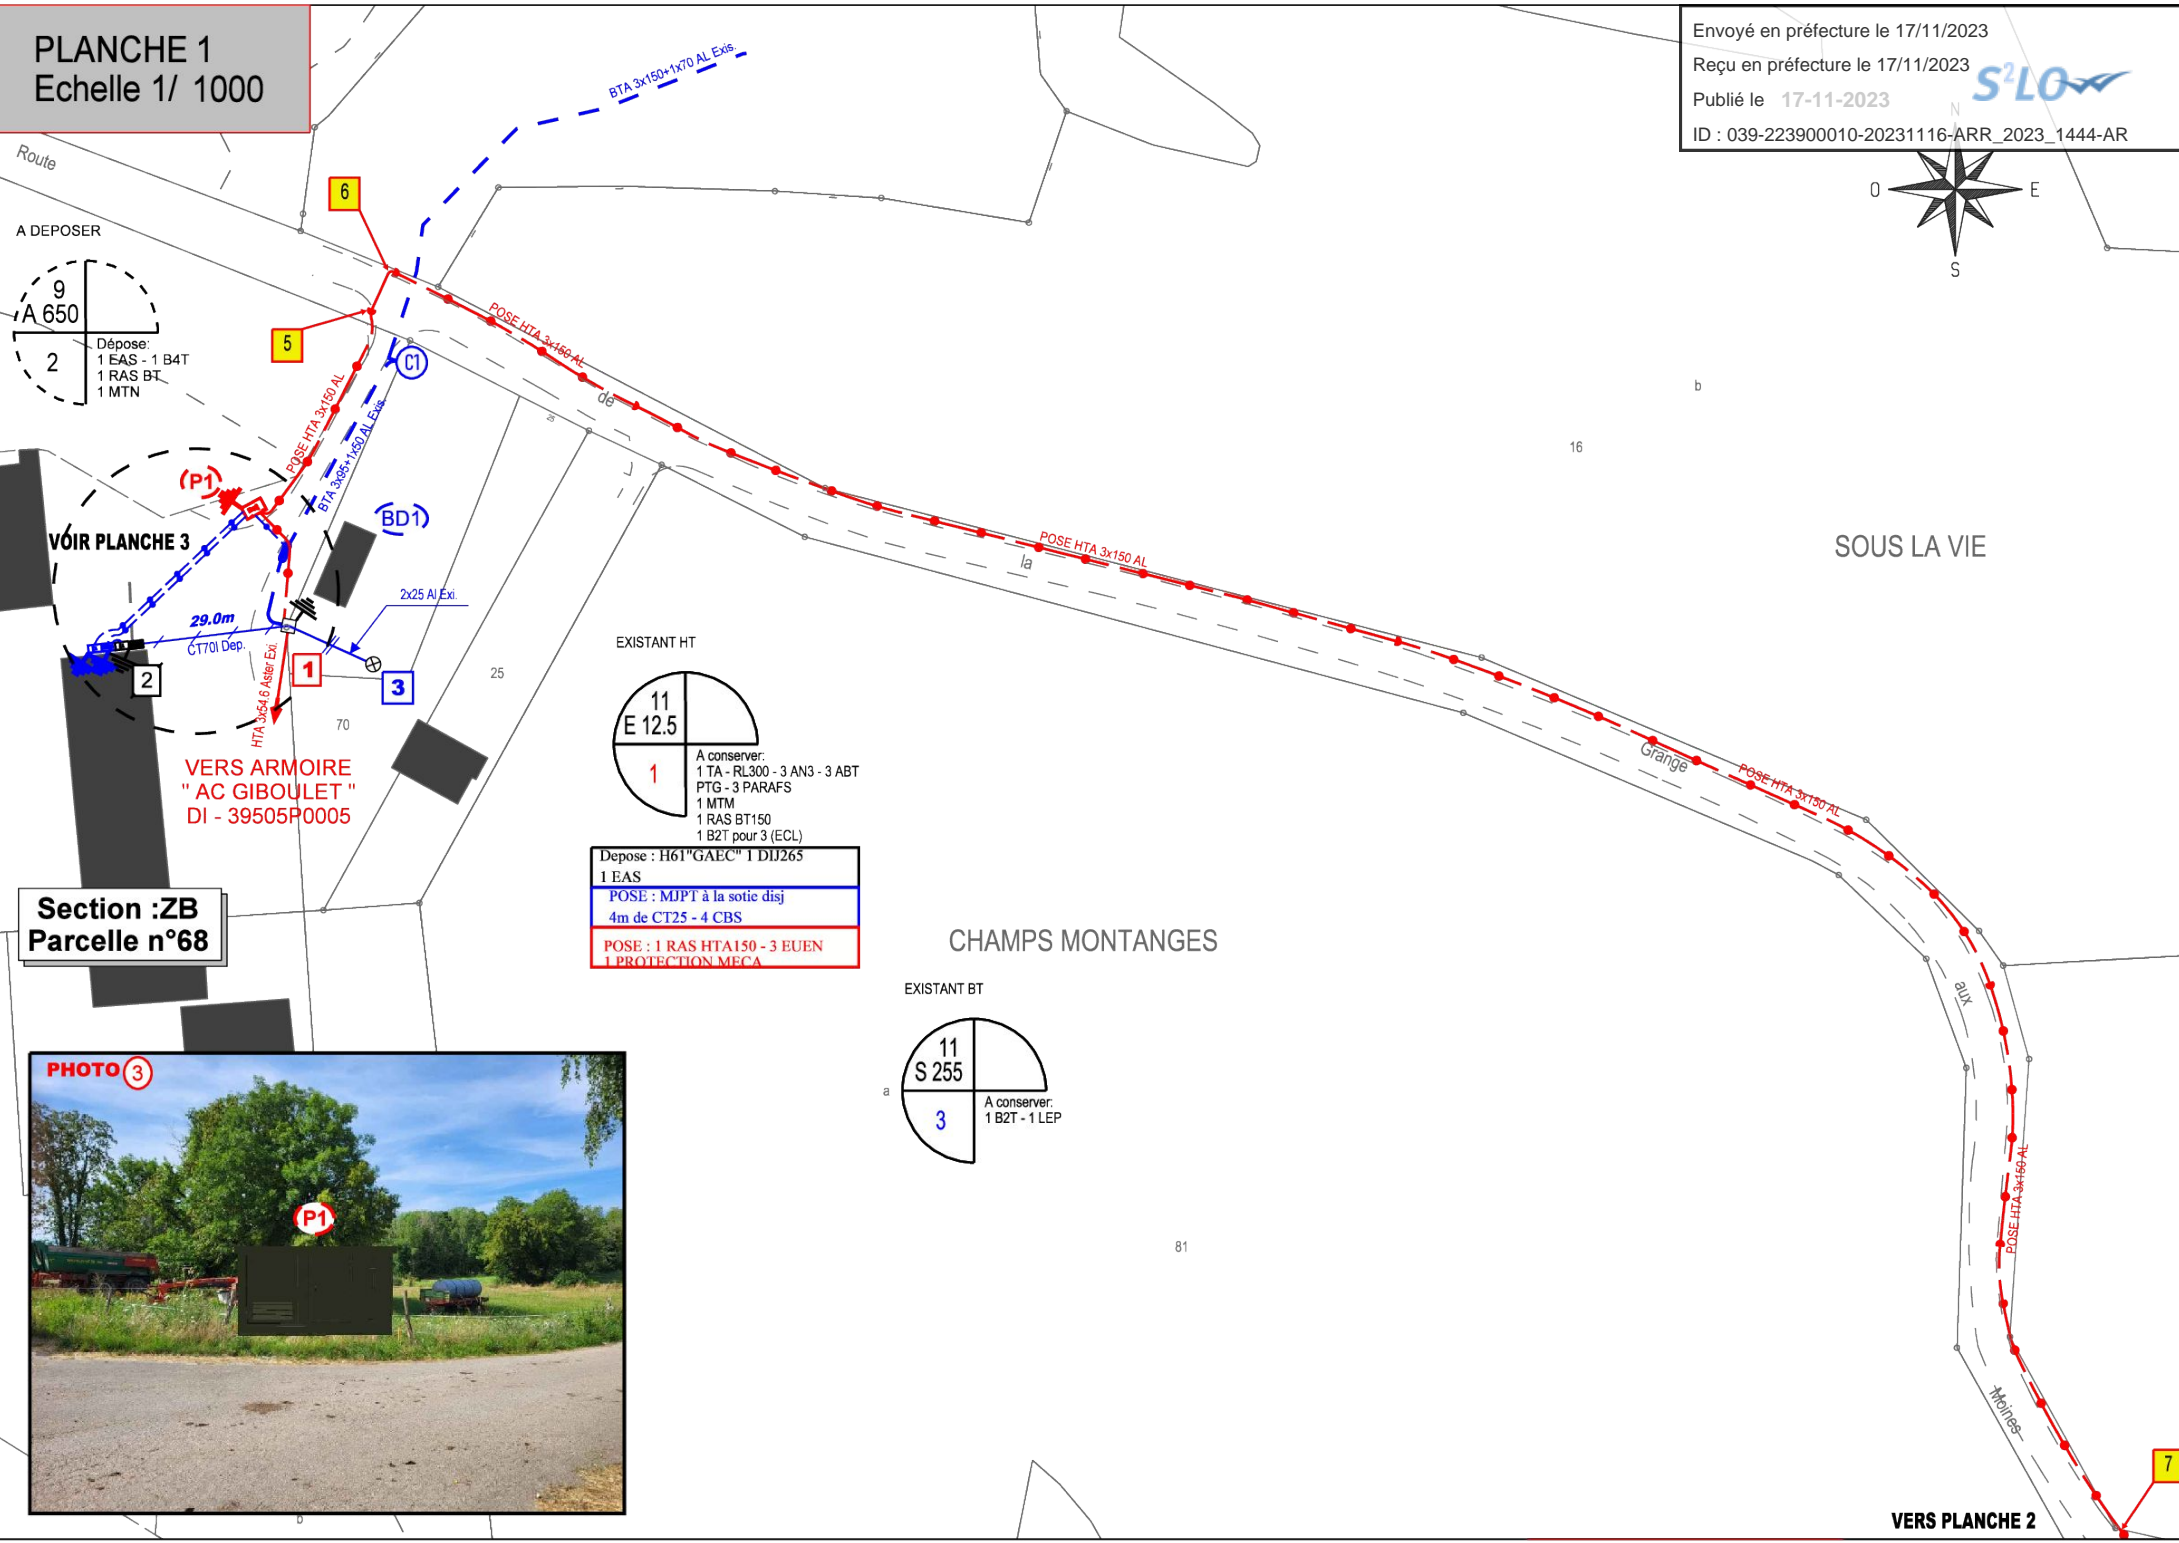 PLANCHE 1
Echelle 1/ 1000
Envoyé en préfecture le 17/11/2023
Reçu en préfecture le 17/11/2023
Publié le 17-11-2023
ID : 039-223900010-20231116-ARR_2023_1444-AR
S²LO
N
O
E
S
Route
BTA 3x150+1x70 AL Exis.
6
A DEPOSER
9
A 650
2
Dépose:
1 EAS - 1 B4T
1 RAS BT
1 MTN
5
C1
POSE HTA 3x150 AL
POSE HTA 3x150 AL
BTA 3x95+1x50 AL Exis.
de
25
b
16
(P1)
BD1
VOIR PLANCHE 3
POSE HTA 3x150 AL
la
SOUS LA VIE
29.0m
CT70I Dep.
2x25 Al Exi.
1
2
3
HTA 3x54.6 Aster Exi.
25
70
EXISTANT HT
11
E 12.5
1
A conserver:
1 TA - RL300 - 3 AN3 - 3 ABT
PTG - 3 PARAFS
1 MTM
1 RAS BT150
1 B2T pour 3 (ECL)
Depose : H61"GAEC" 1 DIJ265
1 EAS
POSE : MJPT à la sotie disj
4m de CT25 - 4 CBS
POSE : 1 RAS HTA150 - 3 EUEN
1 PROTECTION MECA
VERS ARMOIRE
" AC GIBOULET "
DI - 39505P0005
Grange
POSE HTA 3x150 AL
Section :ZB
Parcelle n°68
CHAMPS MONTANGES
EXISTANT BT
11
S 255
3
a
A conserver:
1 B2T - 1 LEP
aux
POSE HTA 3x150 AL
PHOTO 3
P1
81
Moines
7
VERS PLANCHE 2
b